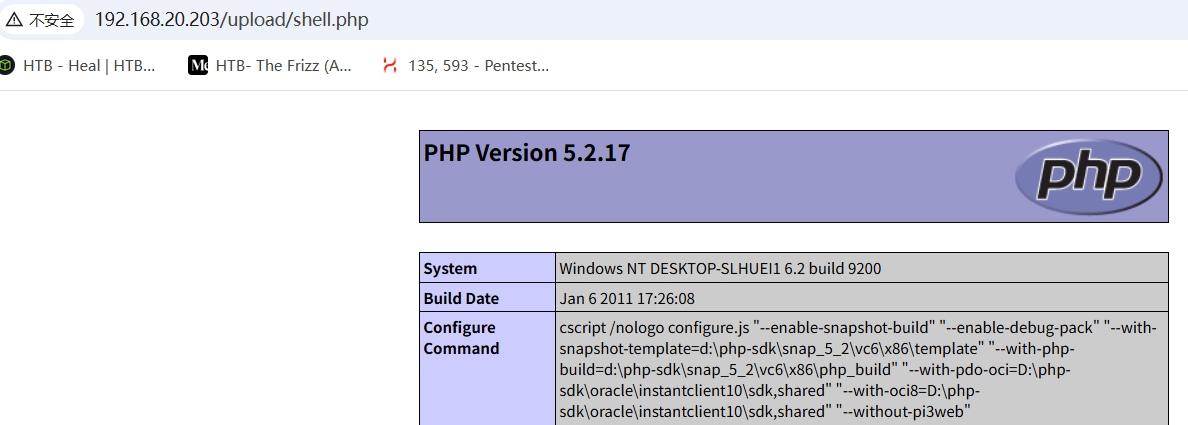 不安全 192.168.20.203/upload/shell.php
HTB - Heal | HTB... HTB- The Frizz (A... 135, 593 - Pentest...
PHP Version 5.2.17 php
System Windows NT DESKTOP-SLHUEI1 6.2 build 9200
Build Date Jan 6 2011 17:26:08
Configure cscript /nologo configure.js "--enable-snapshot-build" "--enable-debug-pack" "--with-
Command snapshot-template=d:\php-sdk\snap_5_2\vc6\x86\template" "--with-php-
build=d:\php-sdk\snap_5_2\vc6\x86\php_build" "--with-pdo-oci=D:\php-
sdk\oracle\instantclient10\sdk,shared" "--with-oci8=D:\php-
sdk\oracle\instantclient10\sdk,shared" "--without-pi3web"